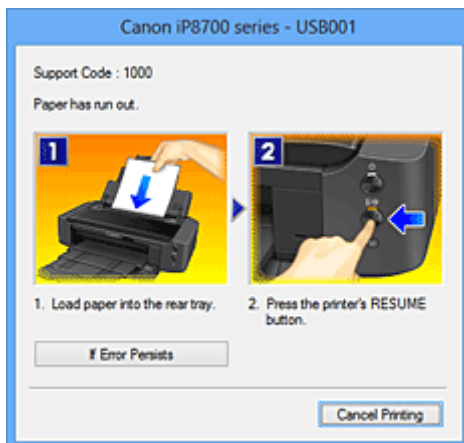 Canon iP8700 series - USB001
Support Code : 1000
Paper has run out.
1
2
1. Load paper into the rear tray.
2. Press the printer's RESUME
button.
If Error Persists
Cancel Printing